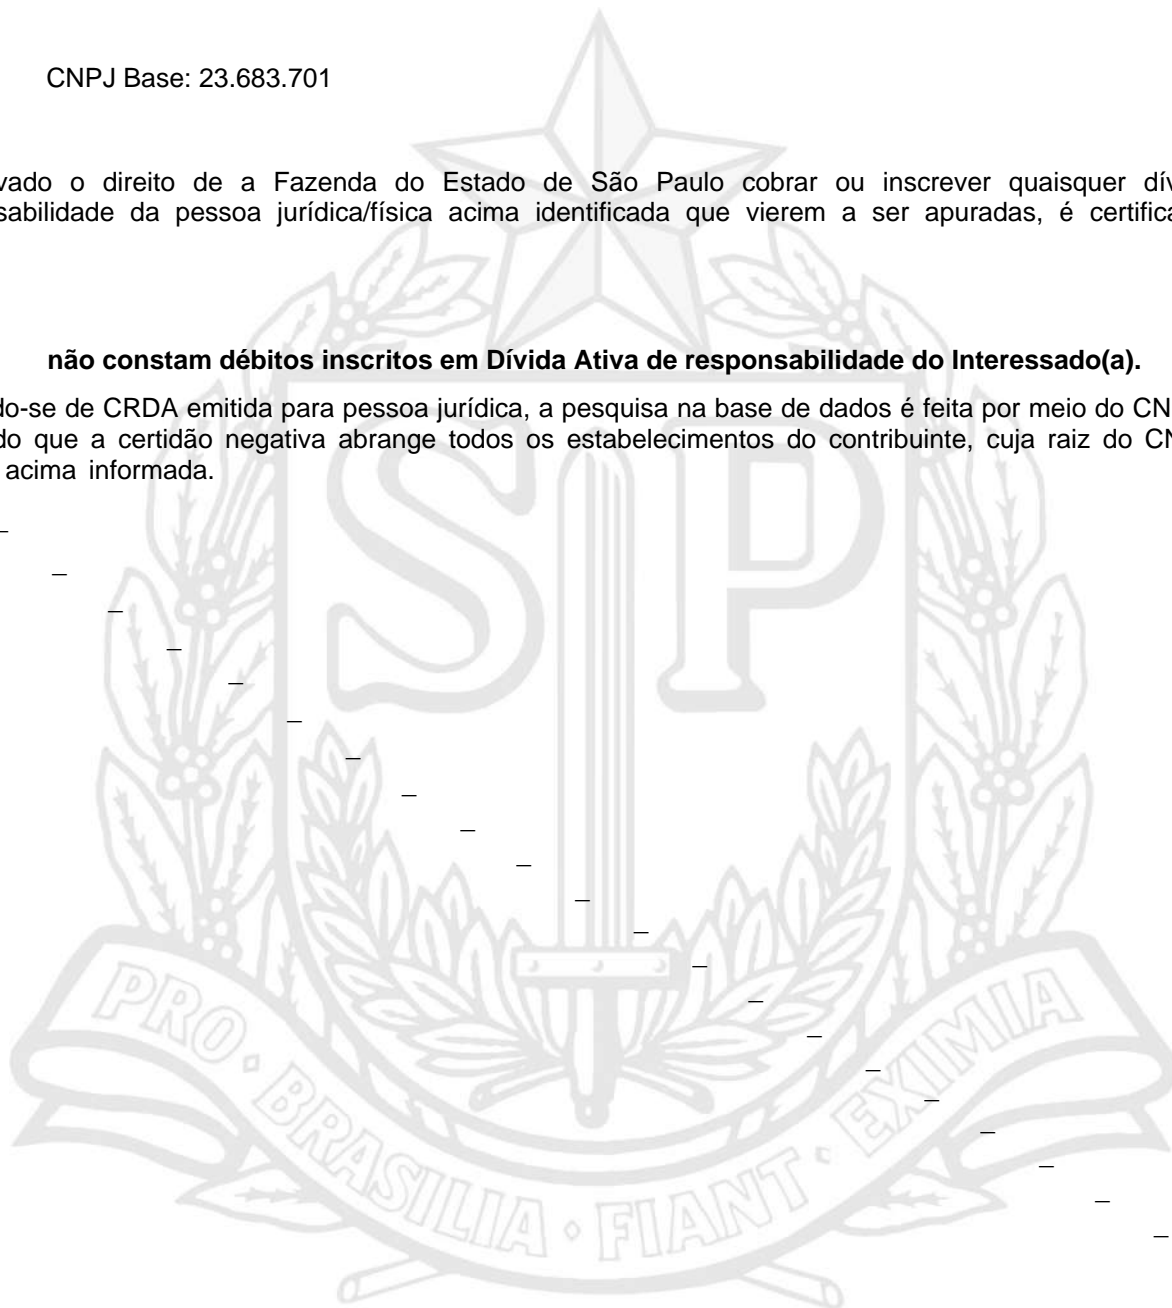 CNPJ Base: 23.683.701
vado o direito de a Fazenda do Estado de São Paulo cobrar ou inscrever quaisquer dív
sabilidade da pessoa jurídica/física acima identificada que vierem a ser apuradas, é certifica
não constam débitos inscritos em Dívida Ativa de responsabilidade do Interessado(a).
do-se de CRDA emitida para pessoa jurídica, a pesquisa na base de dados é feita por meio do CN
do que a certidão negativa abrange todos os estabelecimentos do contribuinte, cuja raiz do CN
acima informada.
SP
PRO • BRASILIA • FIANT • EXIMIA